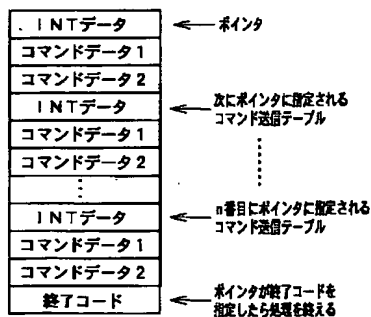 INTデータ
ポインタ
コマンドデータ1
コマンドデータ2
INTデータ
次にポインタに指定される
コマンド送信テーブル
コマンドデータ1
コマンドデータ2
INTデータ
n番目にポインタに指定される
コマンド送信テーブル
コマンドデータ1
コマンドデータ2
終了コード
ポインタが終了コードを
指定したら処理を終える